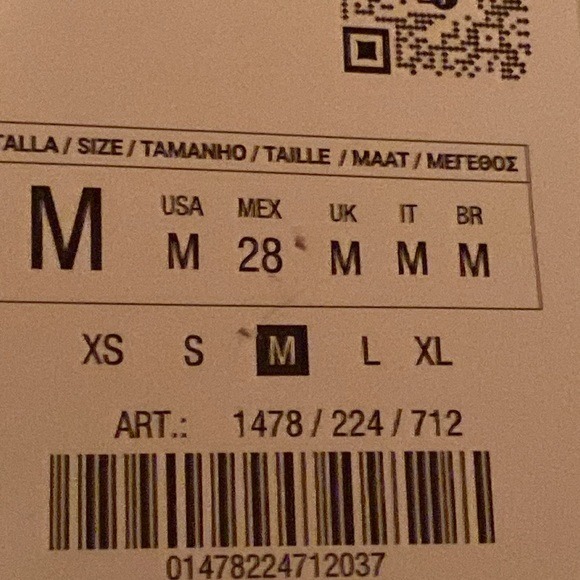 TALLA / SIZE / TAMANHO / TAILLE / MAAT / ΜΕΓΕΘΟΣ
USA MEX UK IT BR
M M 28 M M M
XS S M L XL
ART.: 1478 / 224 / 712
01478224712037